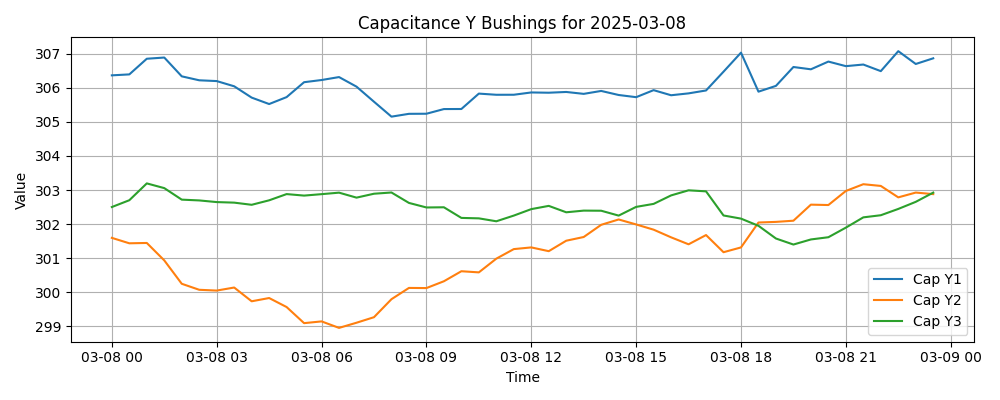 Capacitance Y Bushings for 2025-03-08
Value
307
306
305
304
303
302
301
300
299
Cap Y1
Cap Y2
Cap Y3
03-08 00 03-08 03 03-08 06 03-08 09 03-08 12 03-08 15 03-08 18 03-08 21 03-09 00
Time